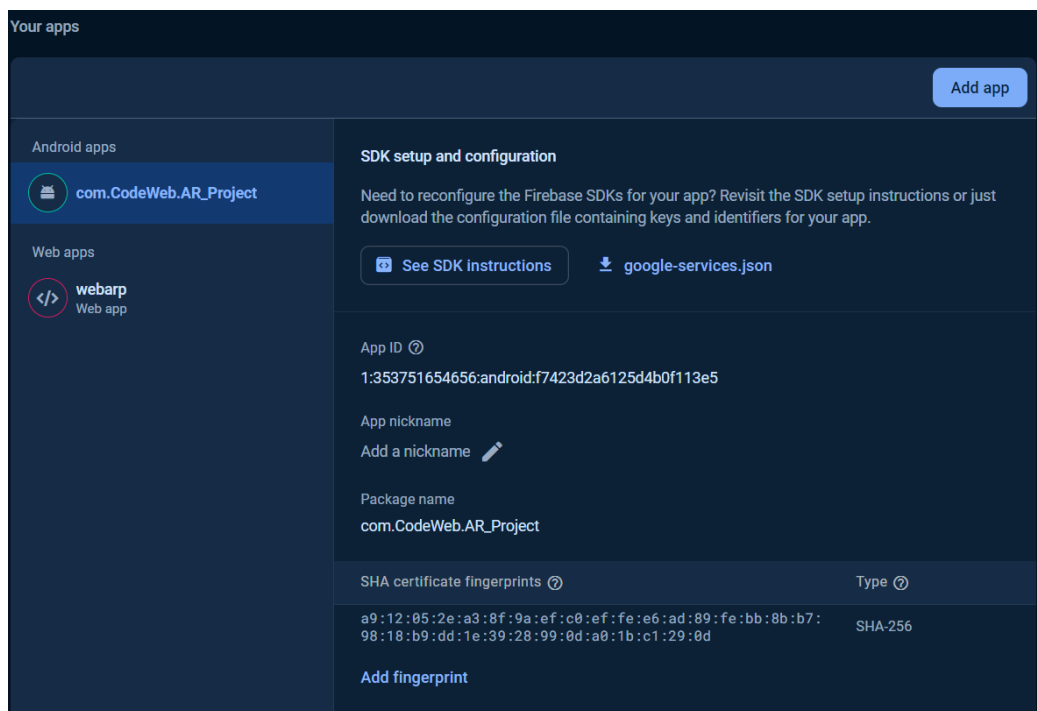 Your apps
Add app
Android apps
com.CodeWeb.AR_Project
Web apps
webarp
Web app
SDK setup and configuration
Need to reconfigure the Firebase SDKs for your app? Revisit the SDK setup instructions or just
download the configuration file containing keys and identifiers for your app.
See SDK instructions
google-services.json
App ID
1:353751654656:android:f7423d2a6125d4b0f113e5
App nickname
Add a nickname
Package name
com.CodeWeb.AR_Project
SHA certificate fingerprints
Type
a9:12:05:2e:a3:8f:9a:ef:c0:ef:fe:e6:ad:89:fe:bb:8b:b7:
98:18:b9:dd:1e:39:28:99:0d:a0:1b:c1:29:0d
SHA-256
Add fingerprint